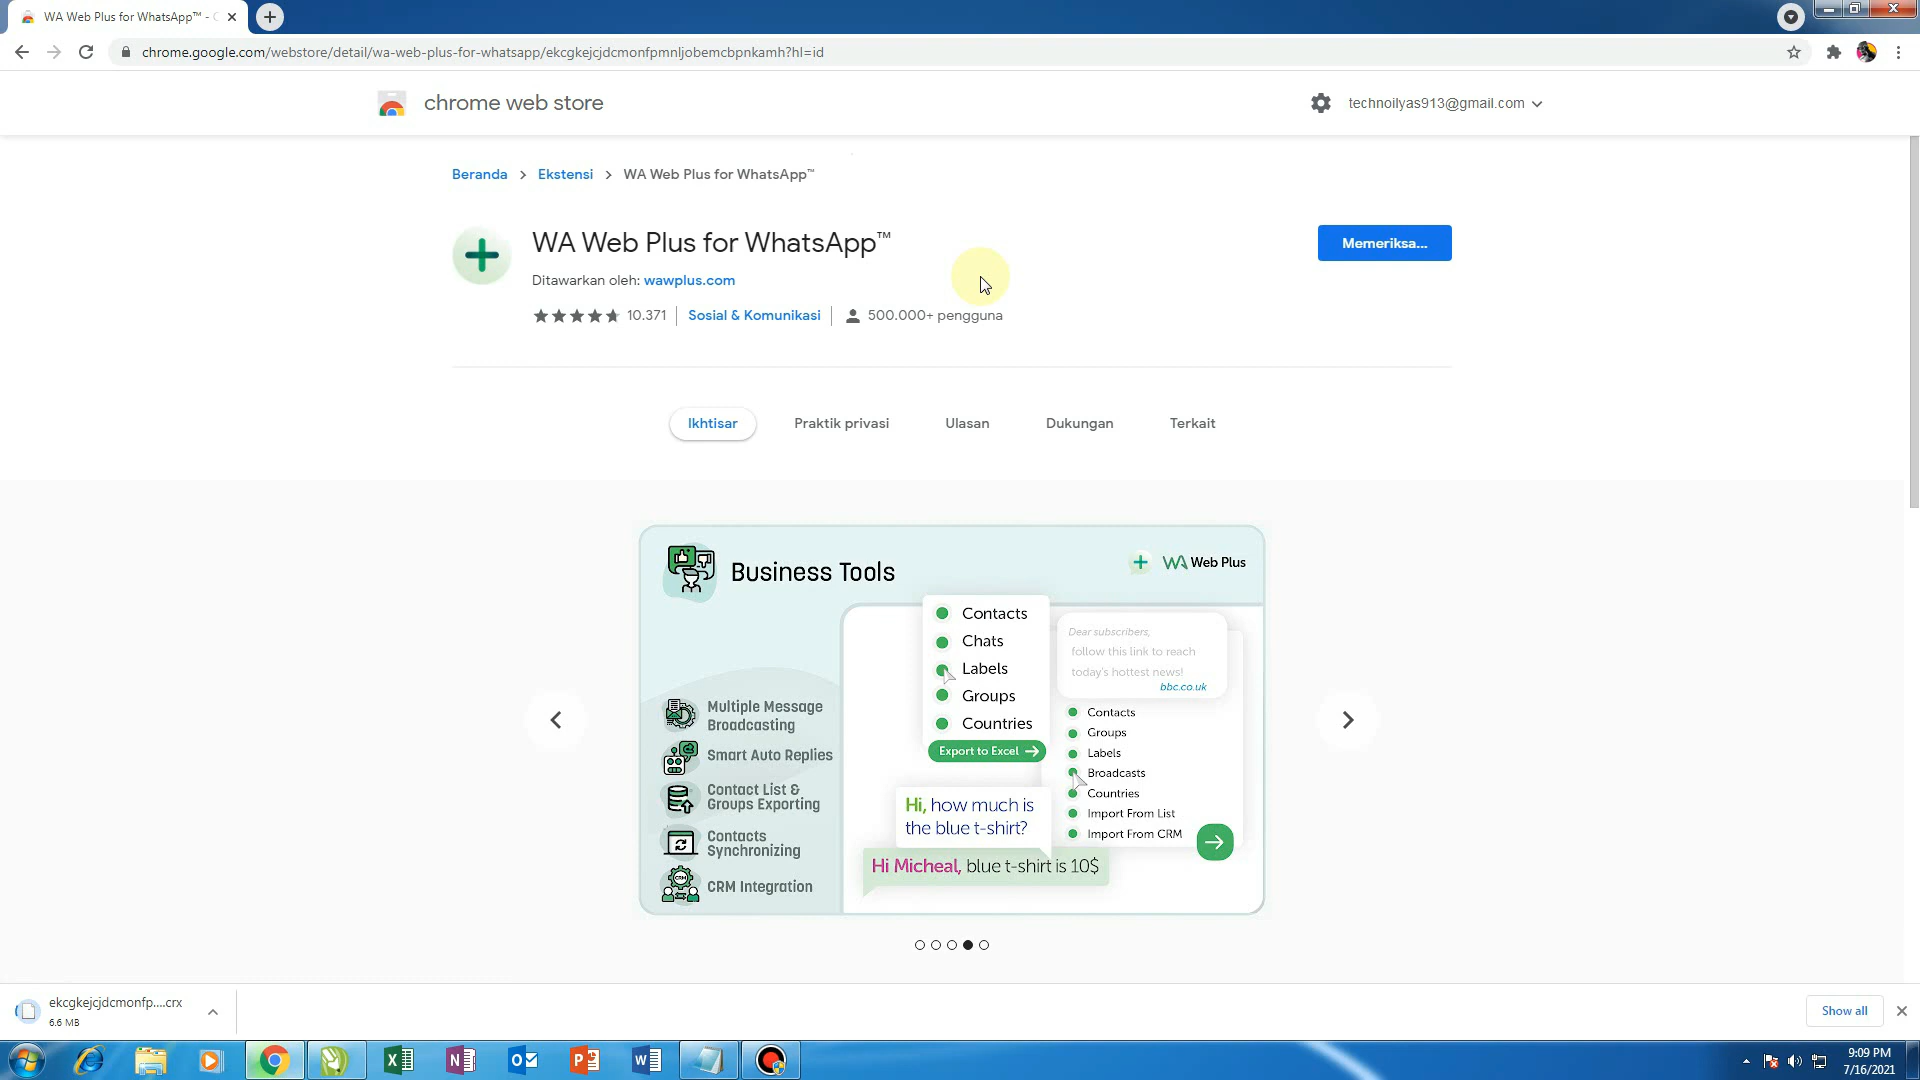 WA Web Plus for WhatsApp™ -
chrome.google.com/webstore/detail/wa-web-plus-for-whatsapp/ekcgkejcjdcmonfpmnljobemcbpnkamh?hl=id
chrome web store
technoilyas913@gmail.com
Beranda > Ekstensi > WA Web Plus for WhatsApp™
WA Web Plus for WhatsApp™
Memeriksa...
Ditawarkan oleh: wawplus.com
10.371 Sosial & Komunikasi 500.000+ pengguna
Ikhtisar Praktik privasi Ulasan Dukungan Terkait
Business Tools
WA Web Plus
Multiple Message
Broadcasting
Smart Auto Replies
Contact List &
Groups Exporting
Contacts
Synchronizing
CRM
CRM Integration
Contacts
Chats
Labels
Groups
Countries
Export to Excel
Dear subscribers,
follow this link to reach
today's hottest news!
bbc.co.uk
Contacts
Groups
Labels
Broadcasts
Countries
Import From List
Import From CRM
Hi, how much is
the blue t-shirt?
Hi Micheal, blue t-shirt is 10$
ekcgkejcjdcmonfp....crx
6.6 MB
Show all
9:09 PM
7/16/2021